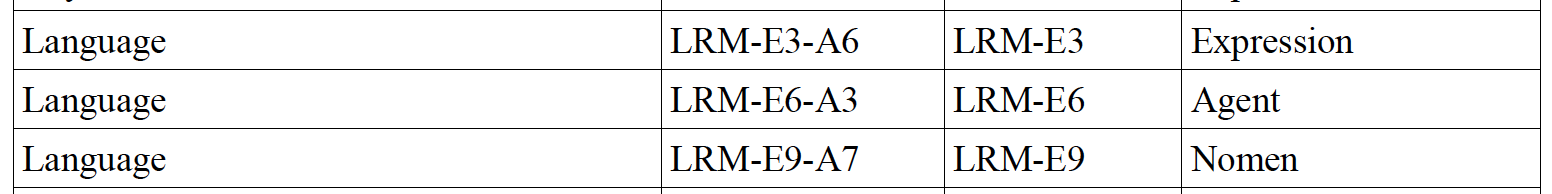 Language LRM-E3-A6 LRM-E3 Expression
Language LRM-E6-A3 LRM-E6 Agent
Language LRM-E9-A7 LRM-E9 Nomen